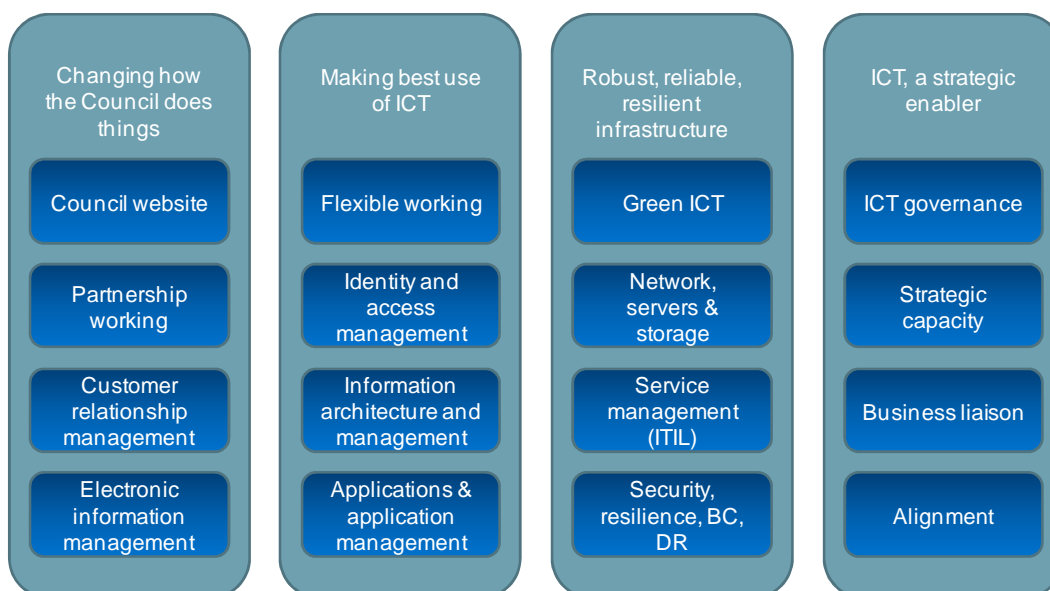 Changing how
the Council does
things
Council website
Partnership
working
Customer
relationship
management
Electronic
information
management
Making best use
of ICT
Flexible working
Identity and
access
management
Information
architecture and
management
Applications &
application
management
Robust, reliable,
resilient
infrastructure
Green ICT
Network,
servers &
storage
Service
management
(ITIL)
Security,
resilience, BC,
DR
ICT, a strategic
enabler
ICT governance
Strategic
capacity
Business liaison
Alignment